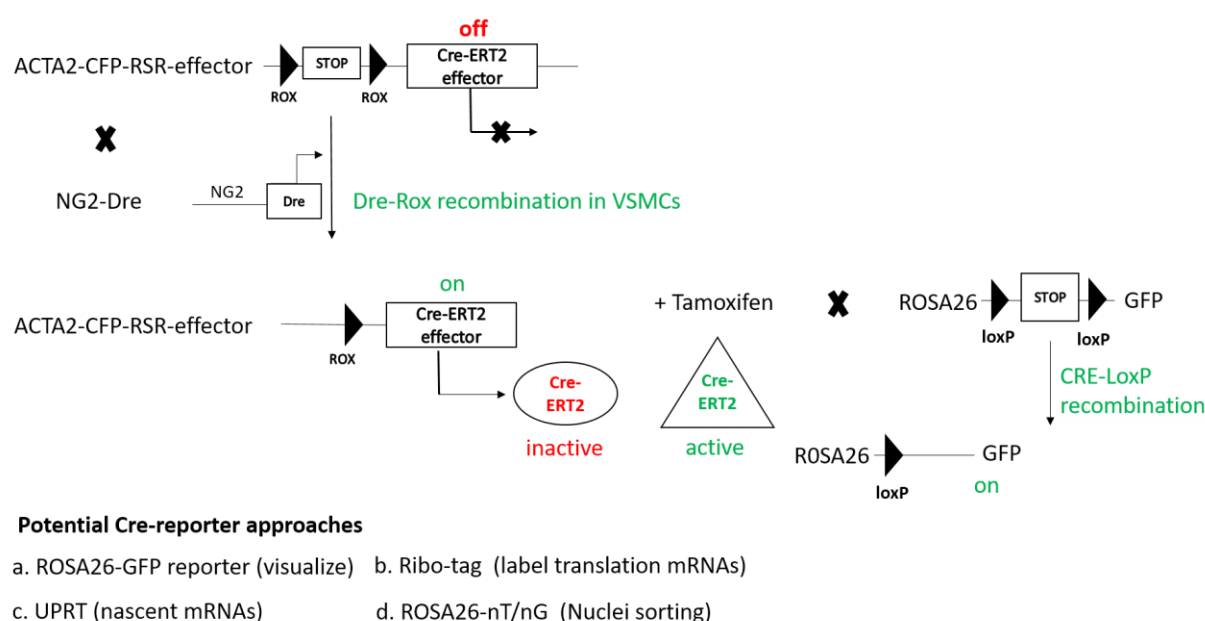 off
ACTA2-CFP-RSR-effector
STOP
Cre-ERT2
effector
ROX
ROX
NG2-Dre
NG2
Dre
Dre-Rox recombination in VSMCs
on
ACTA2-CFP-RSR-effector
Cre-ERT2
effector
ROX
Cre-
ERT2
inactive
+ Tamoxifen
Cre-
ERT2
active
ROSA26
STOP
GFP
loxP
loxP
CRE-LoxP
recombination
R0SA26
GFP
loxP
on
Potential Cre-reporter approaches
a. ROSA26-GFP reporter (visualize)
b. Ribo-tag (label translation mRNAs)
c. UPRT (nascent mRNAs)
d. ROSA26-nT/nG (Nuclei sorting)